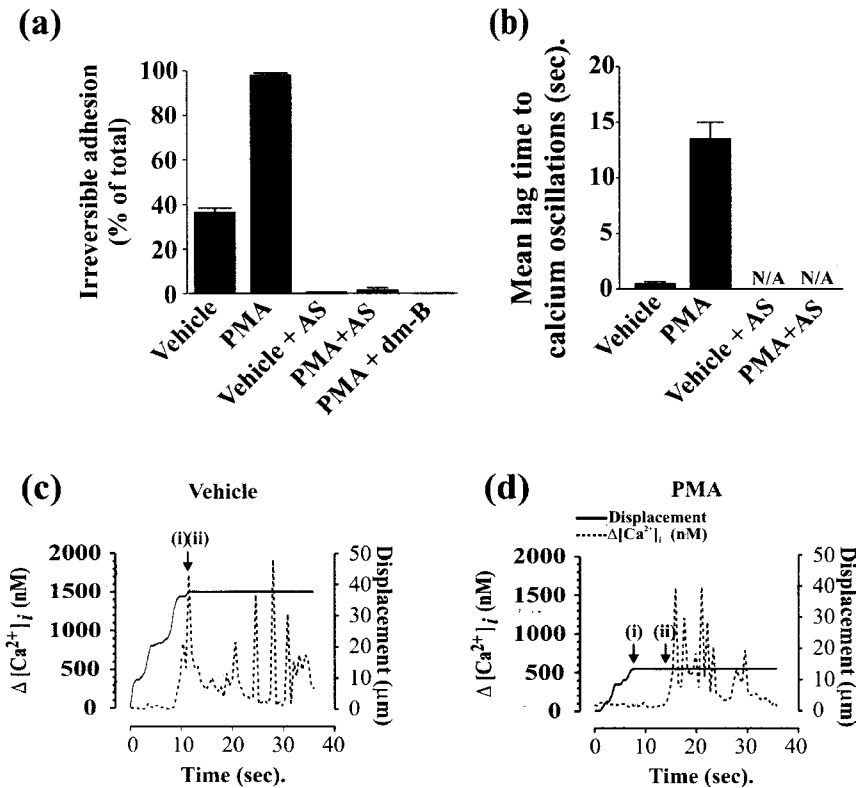 (a)
Irreversible adhesion
(% of total)
100
80
60
40
20
0
Vehicle
PMA
Vehicle + AS
PMA+AS
PMA + dm-B
(b)
Mean lag time to
calcium oscillations (sec).
20
15
10
5
0
N/A
N/A
Vehicle
PMA
Vehicle + AS
PMA+AS
(c)
Vehicle
Δ [Ca²⁺]i (nM)
2000
1500
1000
500
0
(i)(ii)
50
40
30
20
10
0
Displacement (μm)
0
10
20
30
40
Time (sec).
(d)
PMA
Displacement
Δ[Ca²⁺]i (nM)
Δ [Ca²⁺]i (nM)
2000
1500
1000
500
0
(i)
(ii)
50
40
30
20
10
0
Displacement (μm)
0
10
20
30
40
Time (sec).